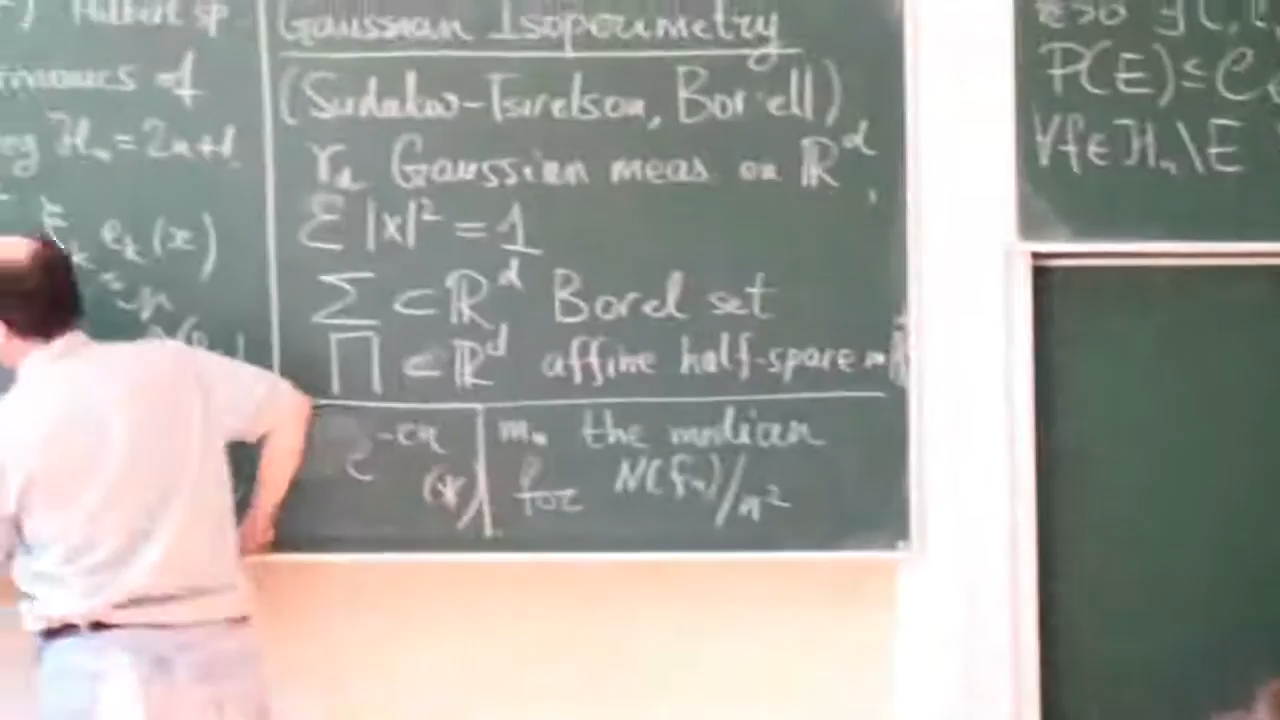 Gaussian Isoperimetry
(Sudakov-Tsirelson, Borell)
γ_d Gaussian meas on ℝ^d,
ℰ |x|² = 1
Σ ⊂ ℝ^d Borel set
Π ⊂ ℝ^d affine half-space in
e^{-cn} (*)
m_n the median
for N(f_n)/n²
Hilbert sp
H_n = 2n+1
e_k(x)
P(E) ≤ C
∀f ∈ H_n \ E